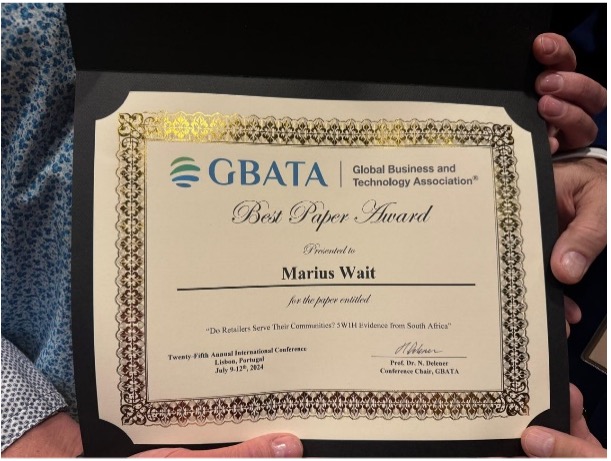 GBATA
Global Business and
Technology Association®
Best Paper Award
Presented to
Marius Wait
for the paper entitled
"Do Retailers Serve Their Communities? 5W1H Evidence from South Africa"
Twenty-Fifth Annual International Conference
Lisbon, Portugal
July 9-12th, 2024
N Delener
Prof. Dr. N. Delener
Conference Chair, GBATA